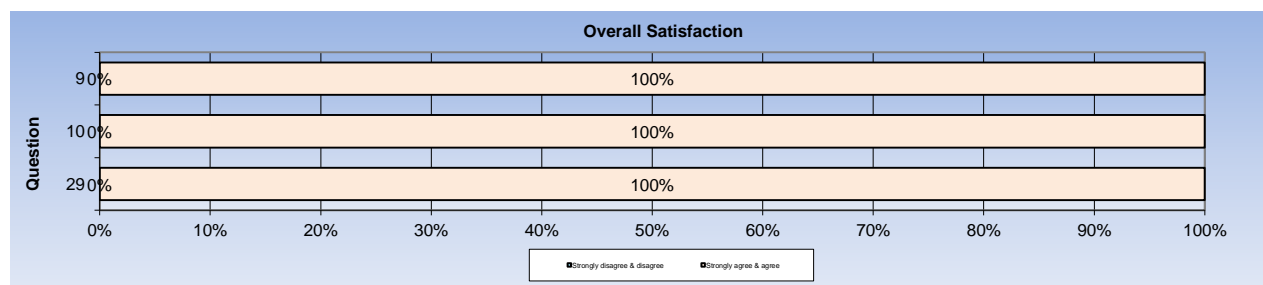 Overall Satisfaction
9 0% 100%
10 0% 100%
29 0% 100%
Question
0% 10% 20% 30% 40% 50% 60% 70% 80% 90% 100%
Strongly disagree & disagree Strongly agree & agree